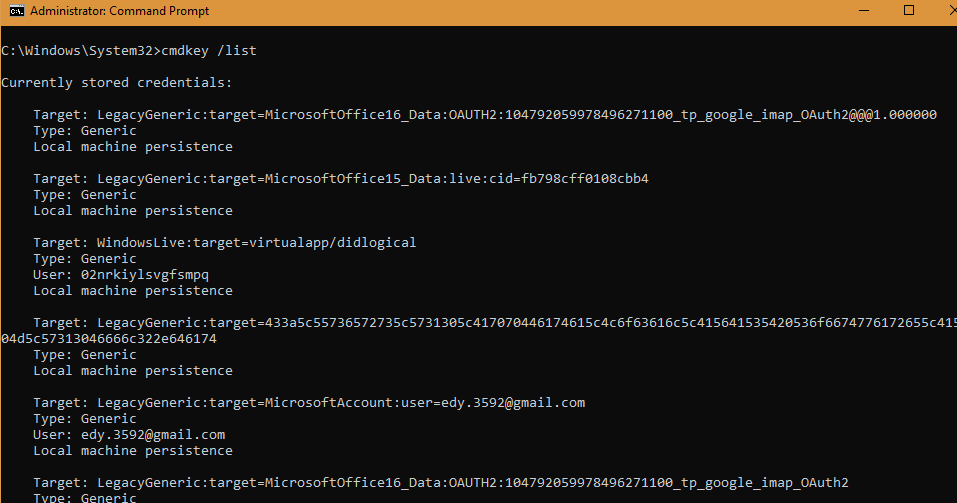 Administrator: Command Prompt
C:\Windows\System32>cmdkey /list
Currently stored credentials:
Target: LegacyGeneric:target=MicrosoftOffice16_Data:OAUTH2:104792059978496271100_tp_google_imap_OAuth2@@@1.000000
Type: Generic
Local machine persistence
Target: LegacyGeneric:target=MicrosoftOffice15_Data:live:cid=fb798cff0108cbb4
Type: Generic
Local machine persistence
Target: WindowsLive:target=virtualapp/didlogical
Type: Generic
User: 02nrkiylsvgfsmpq
Local machine persistence
Target: LegacyGeneric:target=433a5c55736572735c5731305c417070446174615c4c6f63616c5c415641535420536f6674776172655c415
04d5c57313046666c322e646174
Type: Generic
Local machine persistence
Target: LegacyGeneric:target=MicrosoftAccount:user=edy.3592@gmail.com
Type: Generic
User: edy.3592@gmail.com
Local machine persistence
Target: LegacyGeneric:target=MicrosoftOffice16_Data:OAUTH2:104792059978496271100_tp_google_imap_OAuth2
Type: Generic